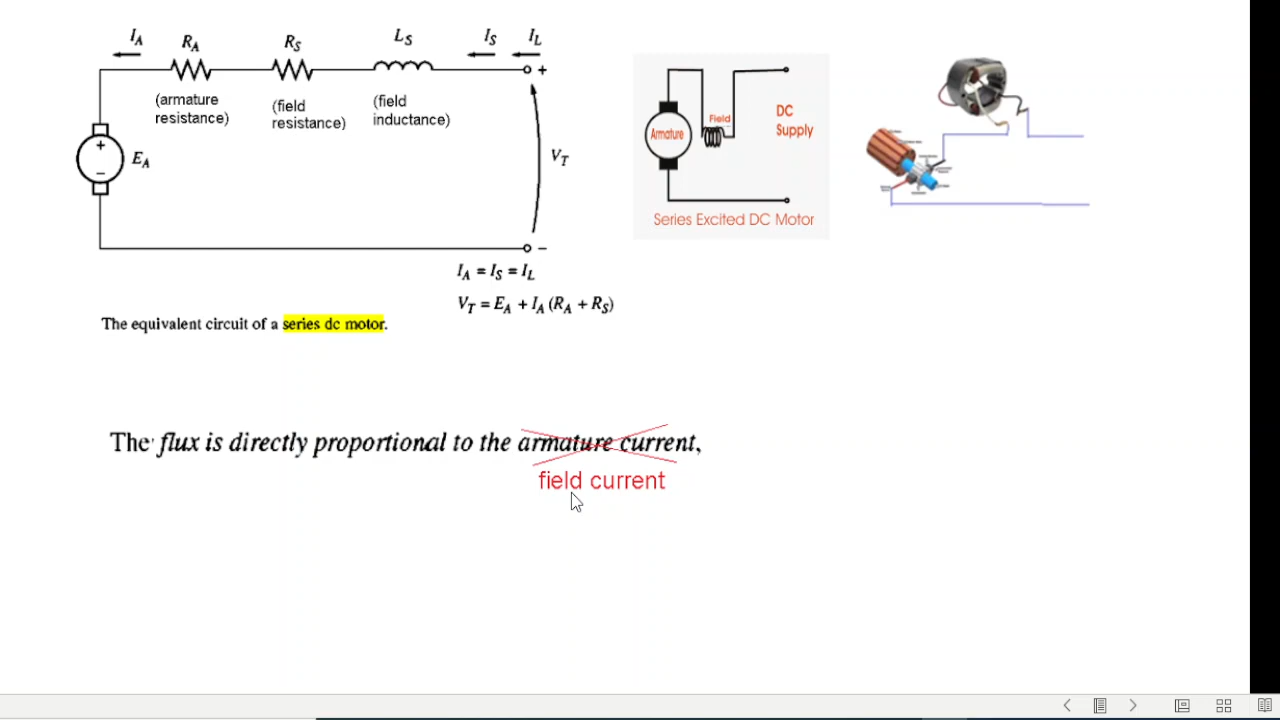 I_A R_A R_S L_S I_S I_L
+
(armature resistance)
(field resistance)
(field inductance)
+
−
E_A
V_T
−
I_A = I_S = I_L
V_T = E_A + I_A (R_A + R_S)
The equivalent circuit of a series dc motor.
Armature
Field
DC
Supply
Series Excited DC Motor
The flux is directly proportional to the armature current,
field current